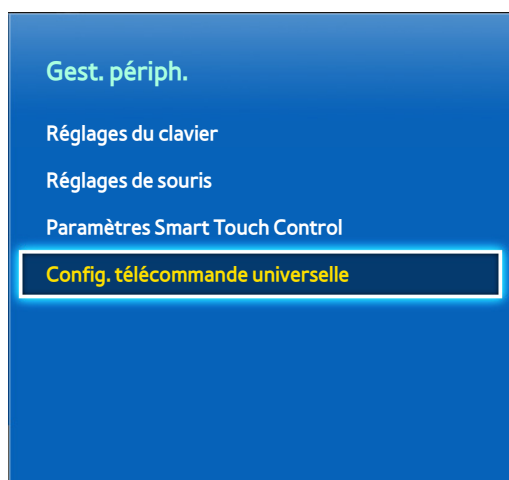 Gest. périph.
Réglages du clavier
Réglages de souris
Paramètres Smart Touch Control
Config. télécommande universelle